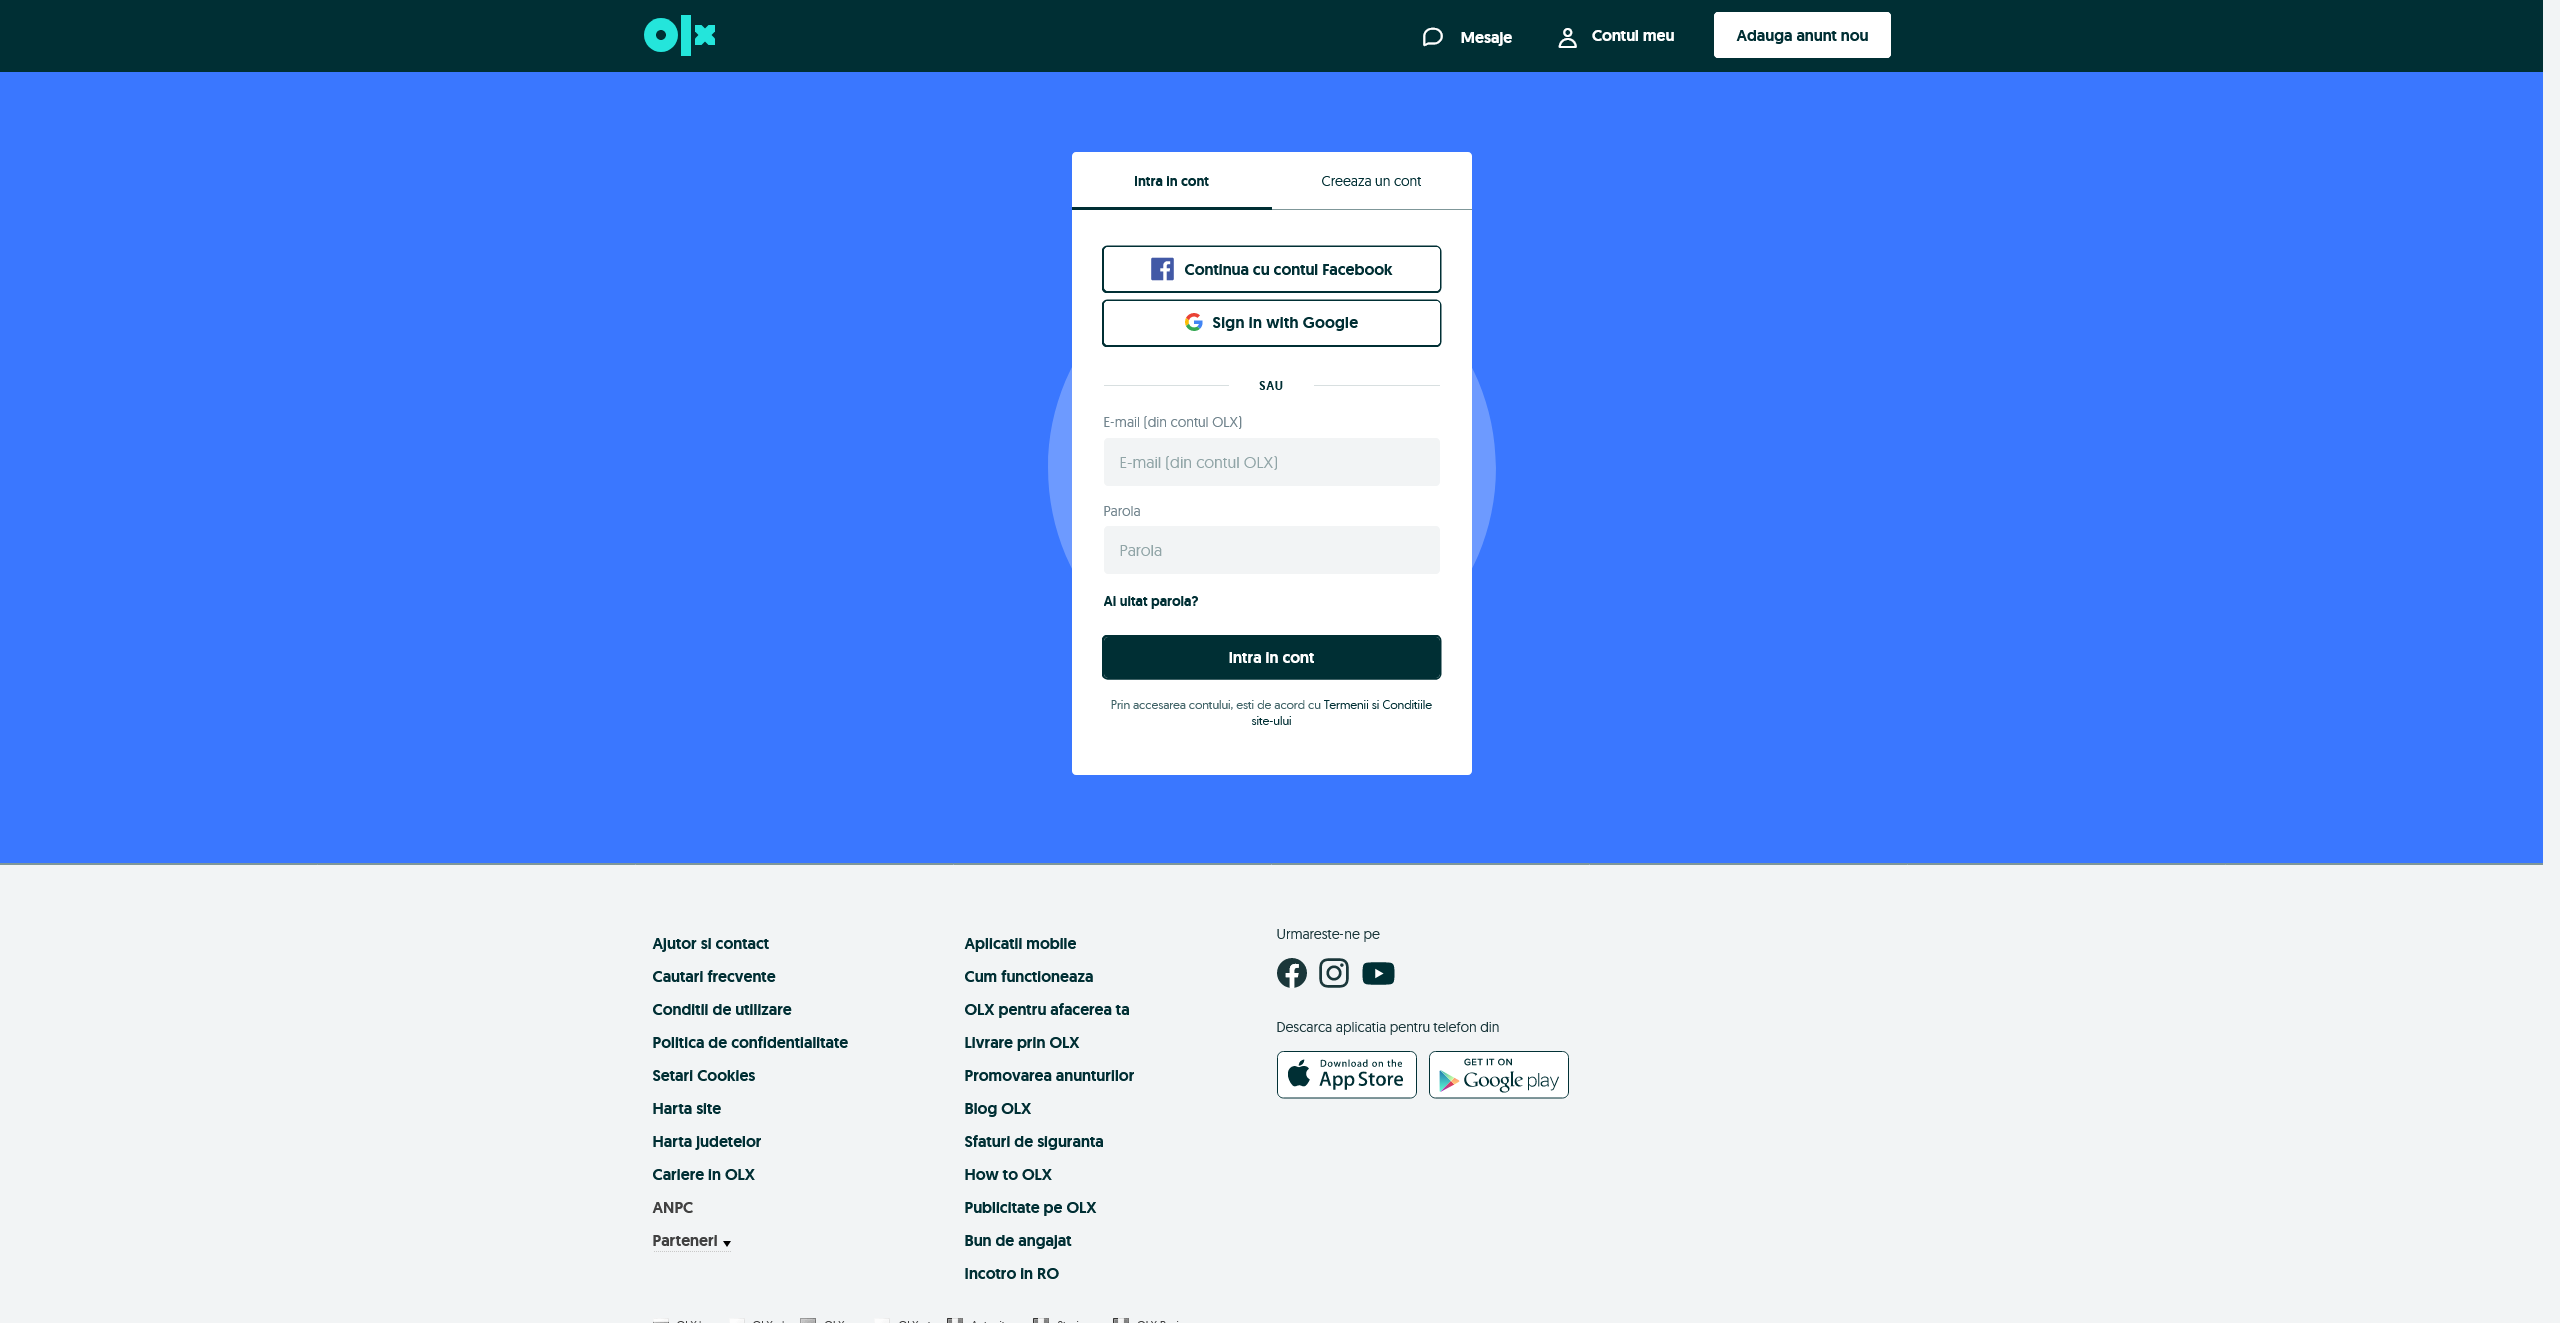 olx
Mesaje
Contul meu
Adauga anunt nou
Intra in cont
Creeaza un cont
Continua cu contul Facebook
Sign in with Google
SAU
E-mail (din contul OLX)
E-mail (din contul OLX)
Parola
Parola
Ai uitat parola?
Intra in cont
Prin accesarea contului, esti de acord cu Termenii si Conditiile
site-ului
Ajutor si contact
Cautari frecvente
Conditii de utilizare
Politica de confidentialitate
Setari Cookies
Harta site
Harta judetelor
Cariere in OLX
ANPC
Parteneri
Aplicatii mobile
Cum functioneaza
OLX pentru afacerea ta
Livrare prin OLX
Promovarea anunturilor
Blog OLX
Sfaturi de siguranta
How to OLX
Publicitate pe OLX
Bun de angajat
Incotro in RO
Urmareste-ne pe
Descarca aplicatia pentru telefon din
Download on the
App Store
GET IT ON
Google play